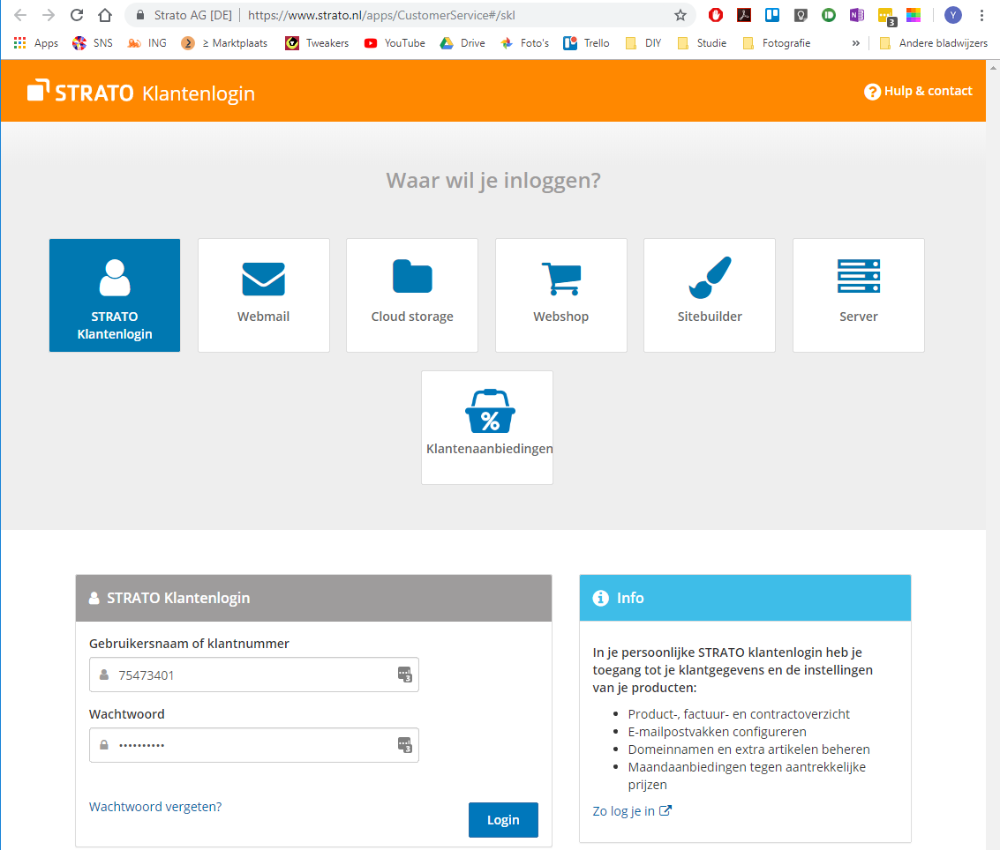 Strato AG [DE] | https://www.strato.nl/apps/CustomerService#/skl
3
Y
Apps SNS ING ≥ Marktplaats Tweakers YouTube Drive Foto's Trello DIY Studie Fotografie » Andere bladwijzers
STRATO Klantenlogin
? Hulp & contact
Waar wil je inloggen?
STRATO
Klantenlogin
Webmail
Cloud storage
Webshop
Sitebuilder
Server
%
Klantenaanbiedingen
STRATO Klantenlogin
Gebruikersnaam of klantnummer
75473401
3
Wachtwoord
••••••••••
3
Wachtwoord vergeten?
Login
i Info
In je persoonlijke STRATO klantenlogin heb je
toegang tot je klantgegevens en de instellingen
van je producten:
• Product-, factuur- en contractoverzicht
• E-mailpostvakken configureren
• Domeinnamen en extra artikelen beheren
• Maandaanbiedingen tegen aantrekkelijke
prijzen
Zo log je in